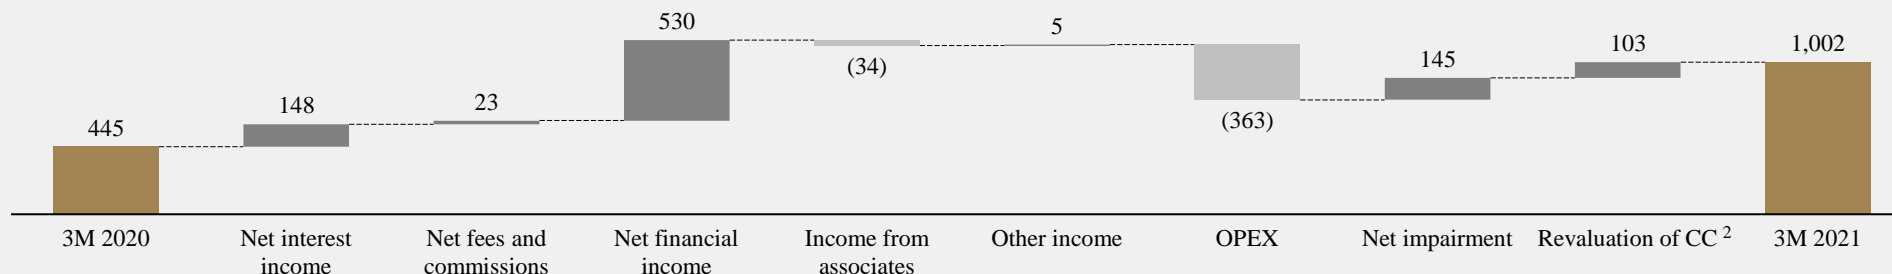 530
5
103
1,002
(34)
145
148
23
445
(363)
3M 2020
Net interest
income
Net fees and
commissions
Net financial
income
Income from
associates
Other income
OPEX
Net impairment
Revaluation of CC 2
3M 2021